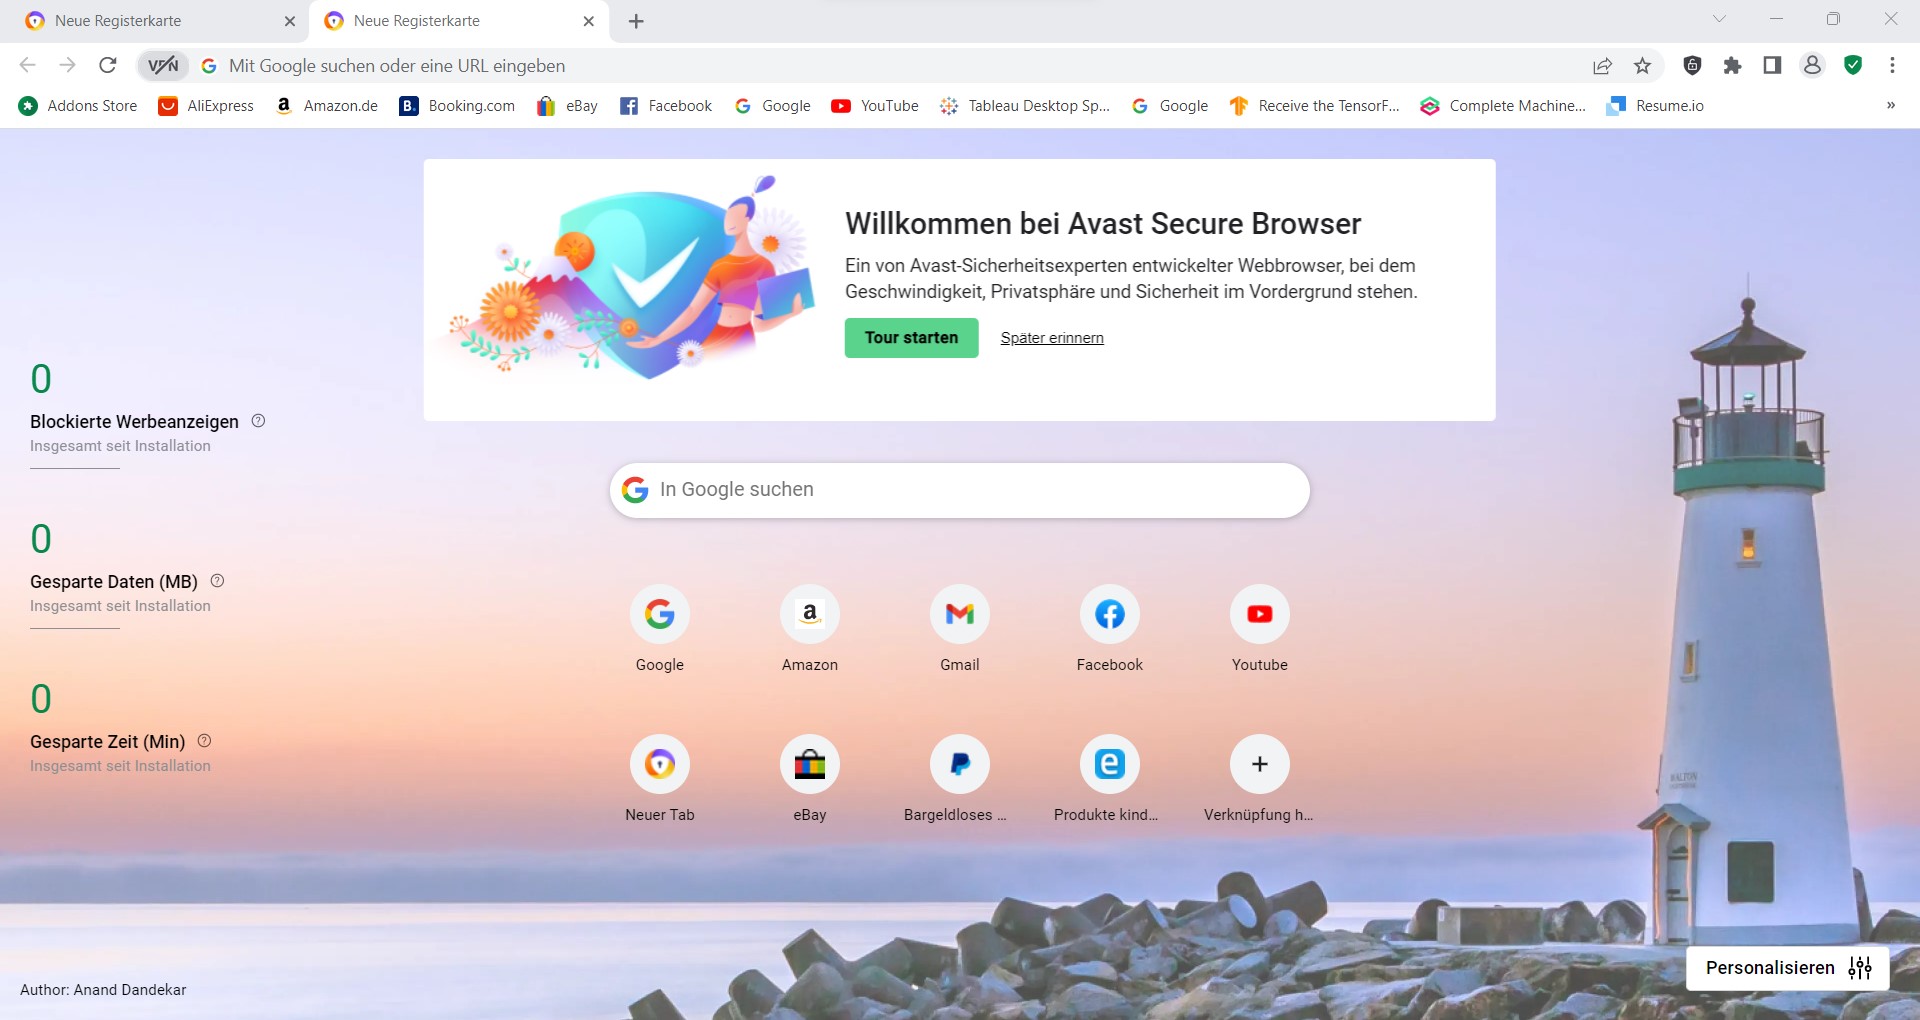 Neue Registerkarte
Neue Registerkarte
VPN
Mit Google suchen oder eine URL eingeben
Addons Store
AliExpress
Amazon.de
Booking.com
eBay
Facebook
Google
YouTube
Tableau Desktop Sp...
Google
Receive the TensorF...
Complete Machine...
Resume.io
»
Willkommen bei Avast Secure Browser
Ein von Avast-Sicherheitsexperten entwickelter Webbrowser, bei dem
Geschwindigkeit, Privatsphäre und Sicherheit im Vordergrund stehen.
Tour starten
Später erinnern
0
Blockierte Werbeanzeigen
Insgesamt seit Installation
0
Gesparte Daten (MB)
Insgesamt seit Installation
0
Gesparte Zeit (Min)
Insgesamt seit Installation
In Google suchen
Google
Amazon
Gmail
Facebook
Youtube
Neuer Tab
eBay
Bargeldloses ...
Produkte kind...
Verknüpfung h...
WALTON
Personalisieren
Author: Anand Dandekar